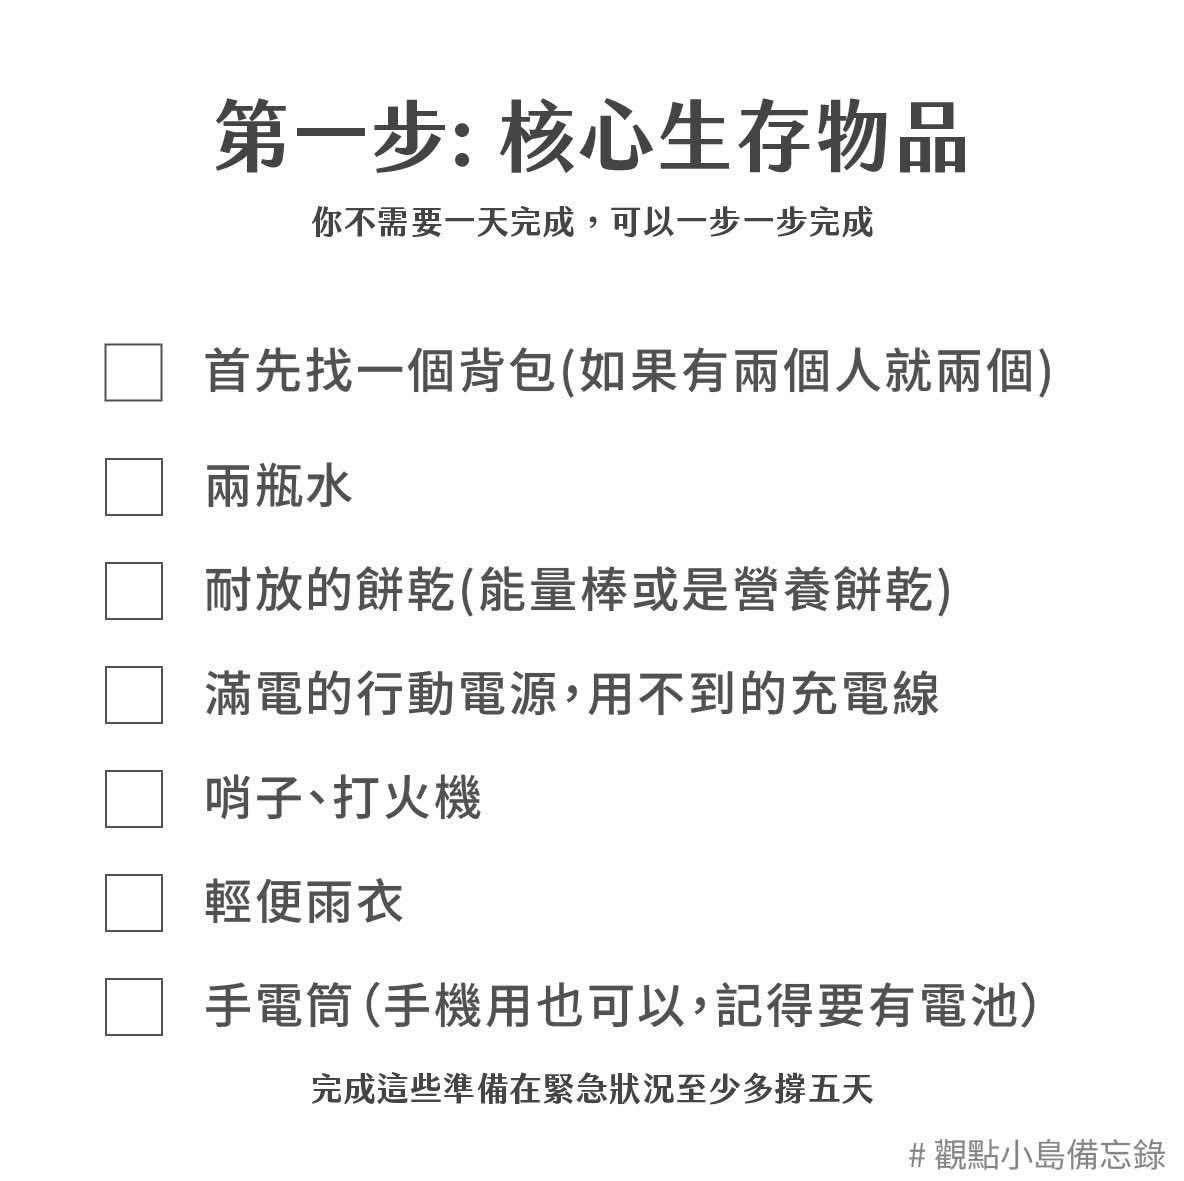 第一步: 核心生存物品
你不需要一天完成，可以一步一步完成
首先找一個背包(如果有兩個人就兩個)
兩瓶水
耐放的餅乾(能量棒或是營養餅乾)
滿電的行動電源，用不到的充電線
哨子、打火機
輕便雨衣
手電筒（手機用也可以，記得要有電池）
完成這些準備在緊急狀況至少多撐五天
# 觀點小島備忘錄